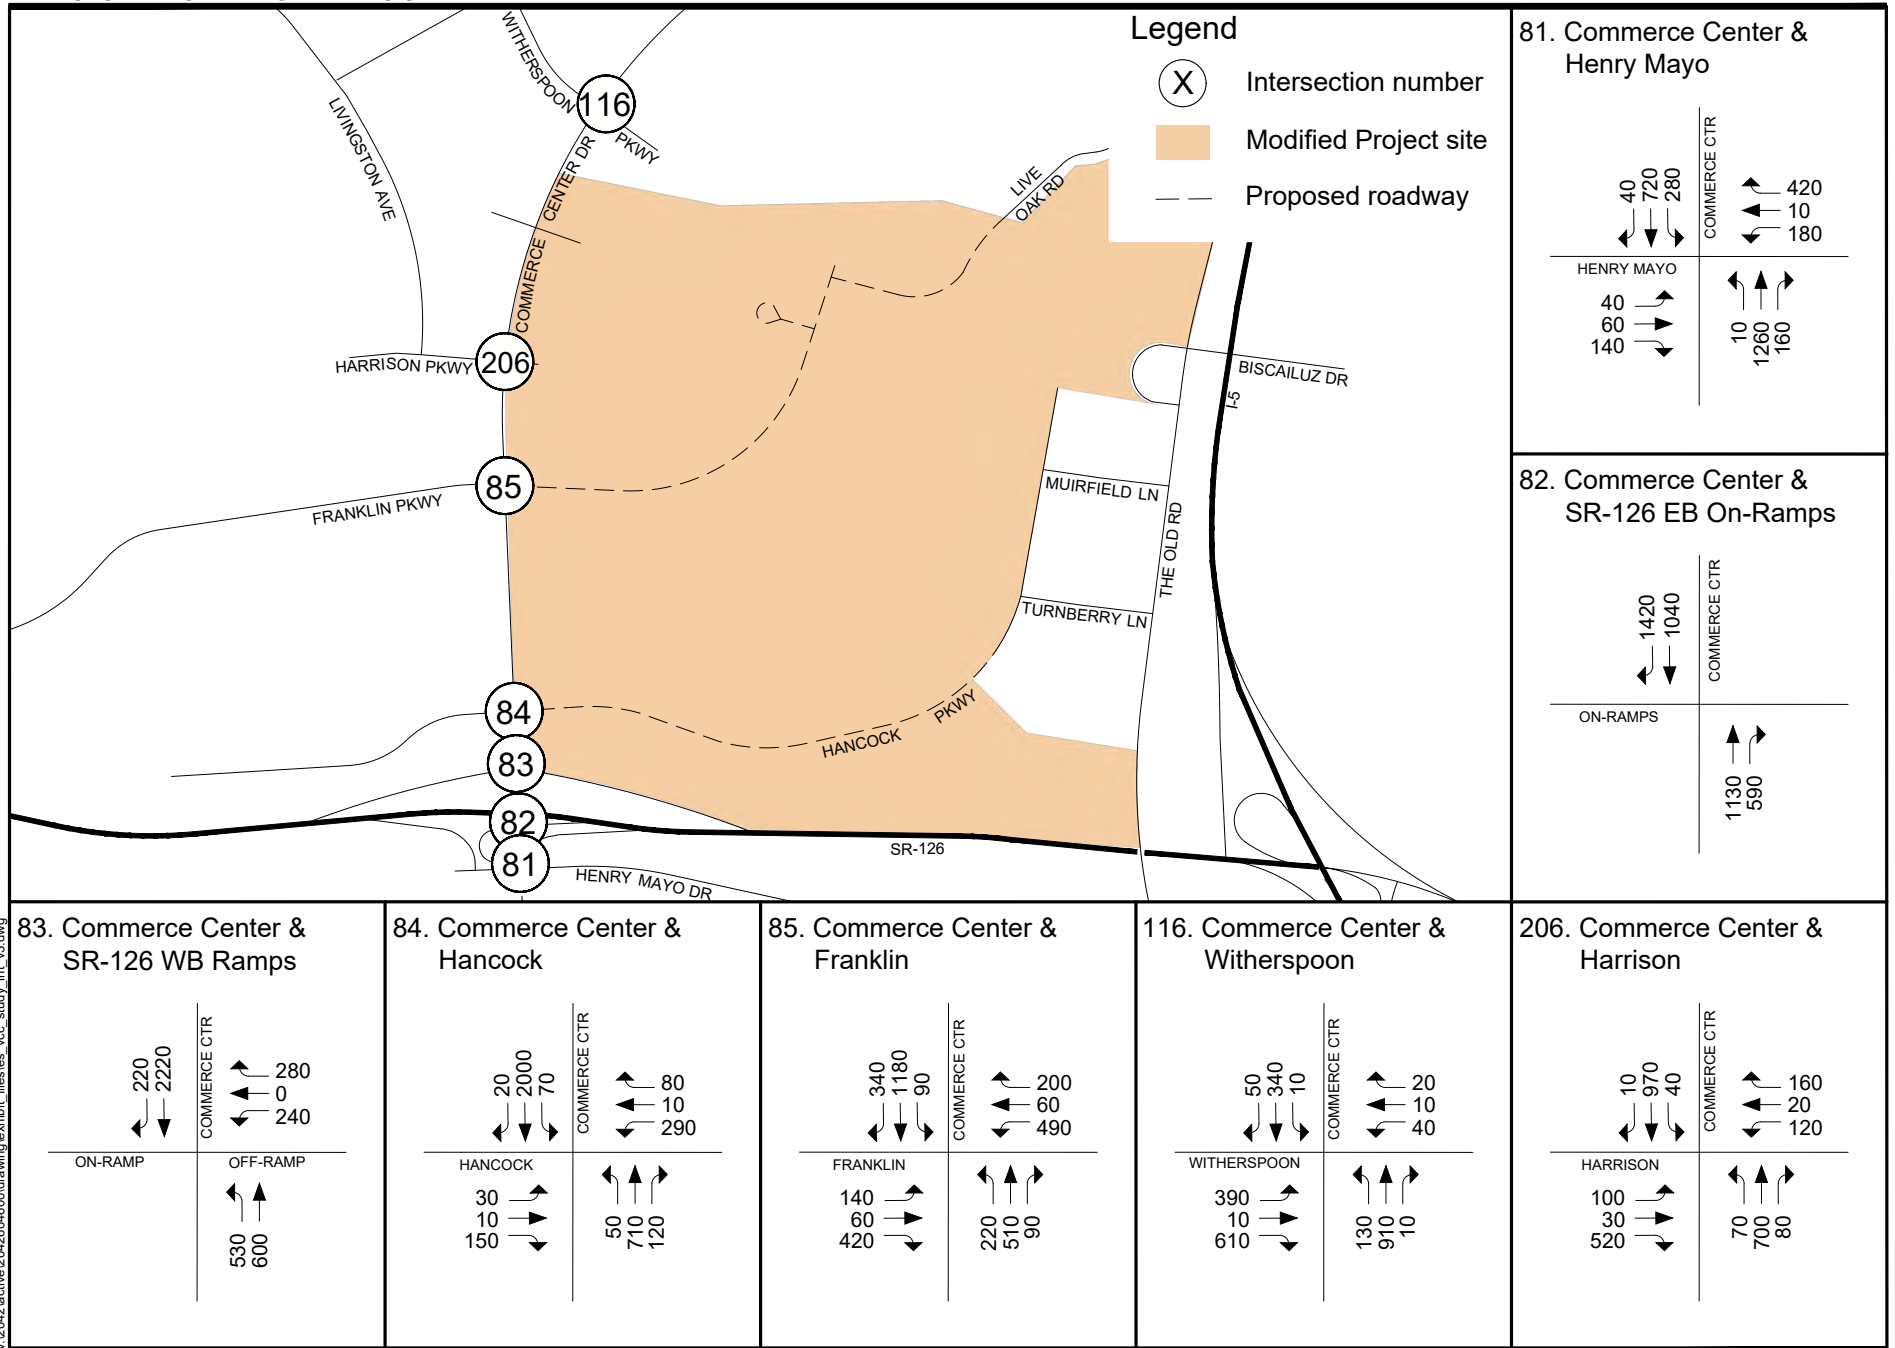 Legend
X Intersection number
Modified Project site
Proposed roadway
WITHERSPOON
PKWY
116
LIVINGSTON AVE
COMMERCE CENTER DR
LIVE
OAK RD
HARRISON PKWY
206
BISCAILUZ DR
I-5
85
FRANKLIN PKWY
MUIRFIELD LN
THE OLD RD
TURNBERRY LN
84
HANCOCK PKWY
83
82
SR-126
81
HENRY MAYO DR
81. Commerce Center &
Henry Mayo
40 720 280
COMMERCE CTR
420
10
180
HENRY MAYO
40
60
140
10 1260 160
82. Commerce Center &
SR-126 EB On-Ramps
1420 1040
COMMERCE CTR
ON-RAMPS
1130 590
83. Commerce Center &
SR-126 WB Ramps
220 2220
COMMERCE CTR
280
0
240
ON-RAMP
OFF-RAMP
530 600
84. Commerce Center &
Hancock
20 2000 70
COMMERCE CTR
80
10
290
HANCOCK
30
10
150
50 710 120
85. Commerce Center &
Franklin
340 1180 90
COMMERCE CTR
200
60
490
FRANKLIN
140
60
420
220 510 90
116. Commerce Center &
Witherspoon
50 340 10
COMMERCE CTR
20
10
40
WITHERSPOON
390
10
610
130 910 10
206. Commerce Center &
Harrison
10 970 40
COMMERCE CTR
160
20
120
HARRISON
100
30
520
70 700 80